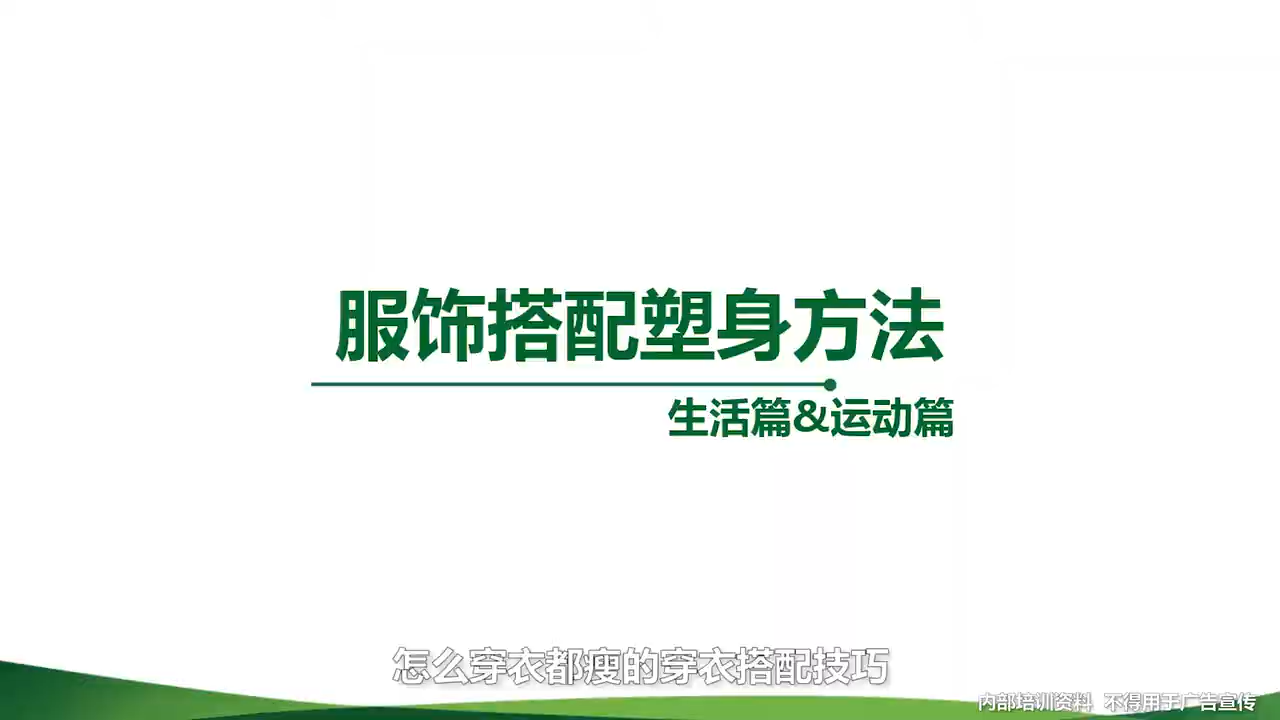 服饰搭配塑身方法
生活篇&运动篇
怎么穿衣都瘦的穿衣搭配技巧
内部培训资料 不得用于广告宣传